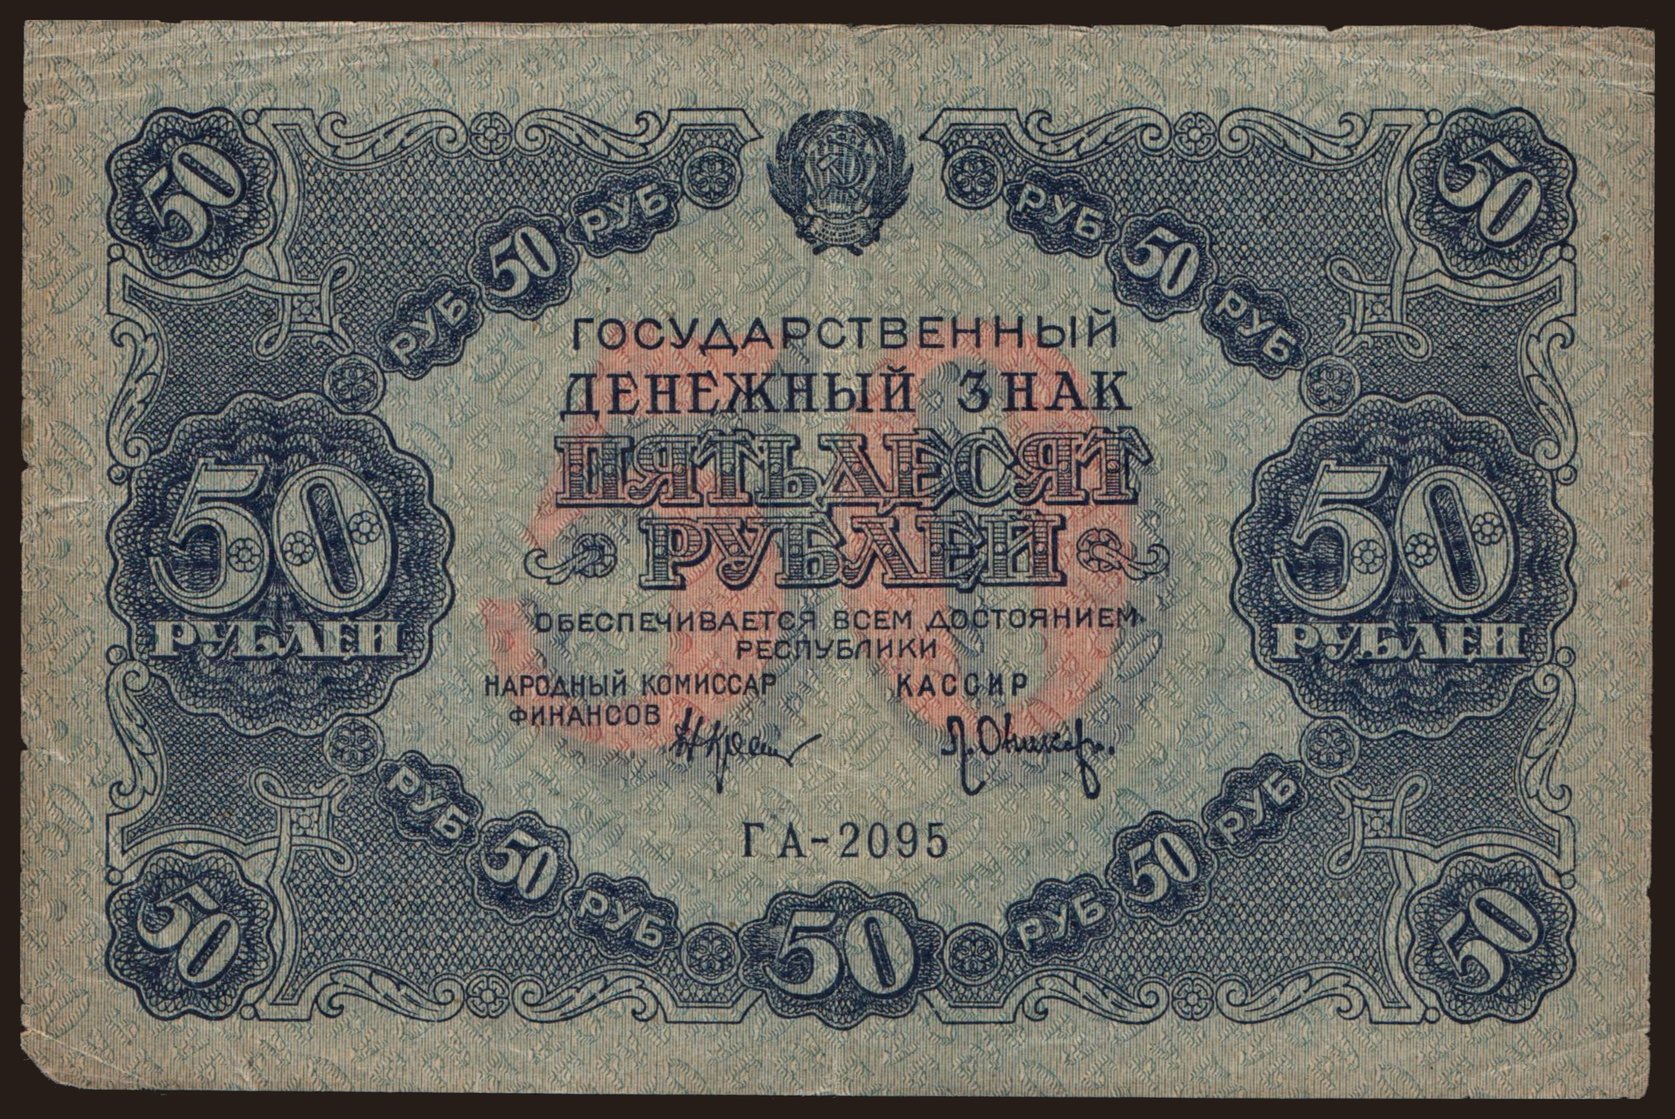 50 50
РУБ 50 РУБ
РУБ 50 РУБ
ГОСУДАРСТВЕННЫЙ
ДЕНЕЖНЫЙ ЗНАК
ПЯТЬДЕСЯТ
РУБЛЕЙ
50
50 РУБЛЕЙ
50 РУБЛЕЙ
ОБЕСПЕЧИВАЕТСЯ ВСЕМ ДОСТОЯНИЕМ
РЕСПУБЛИКИ
НАРОДНЫЙ КОМИССАР
ФИНАНСОВ
КАССИР
ГА-2095
РУБ 50 РУБ
50
РУБ 50 РУБ
50 50